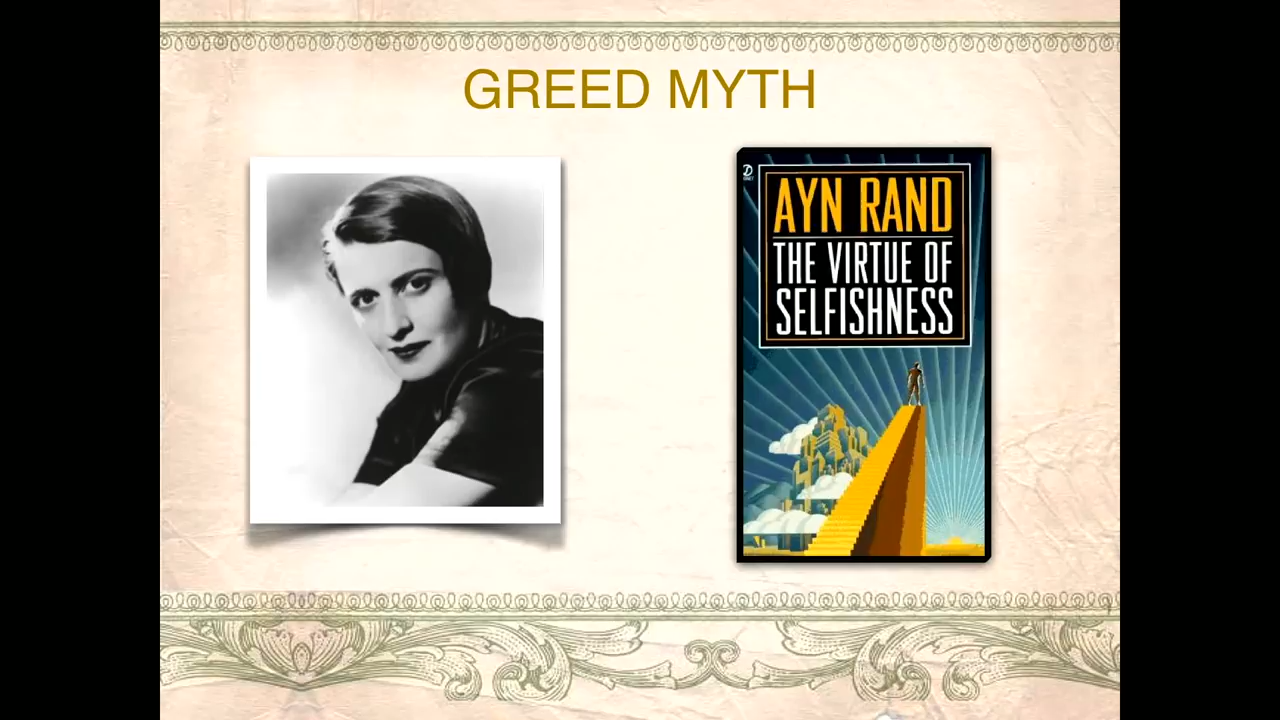 GREED MYTH
AYN RAND
THE VIRTUE OF
SELFISHNESS